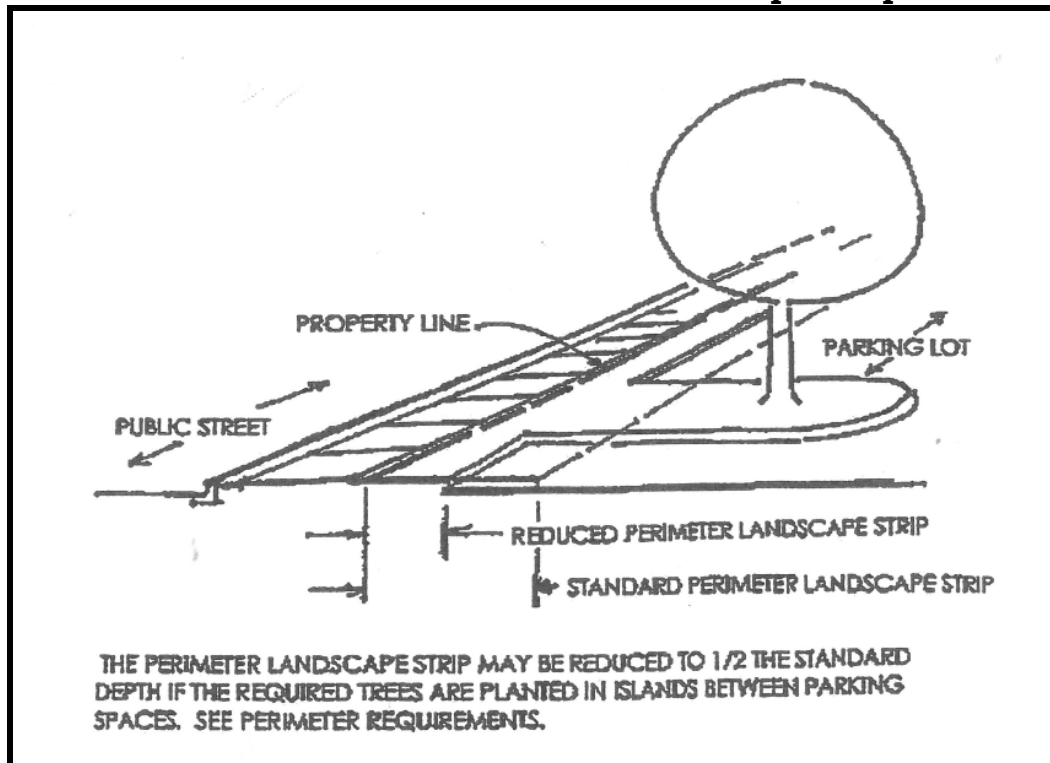 PROPERTY LINE
PARKING LOT
PUBLIC STREET
REDUCED PERIMETER LANDSCAPE STRIP
STANDARD PERIMETER LANDSCAPE STRIP
THE PERIMETER LANDSCAPE STRIP MAY BE REDUCED TO 1/2 THE STANDARD
DEPTH IF THE REQUIRED TREES ARE PLANTED IN ISLANDS BETWEEN PARKING
SPACES. SEE PERIMETER REQUIREMENTS.